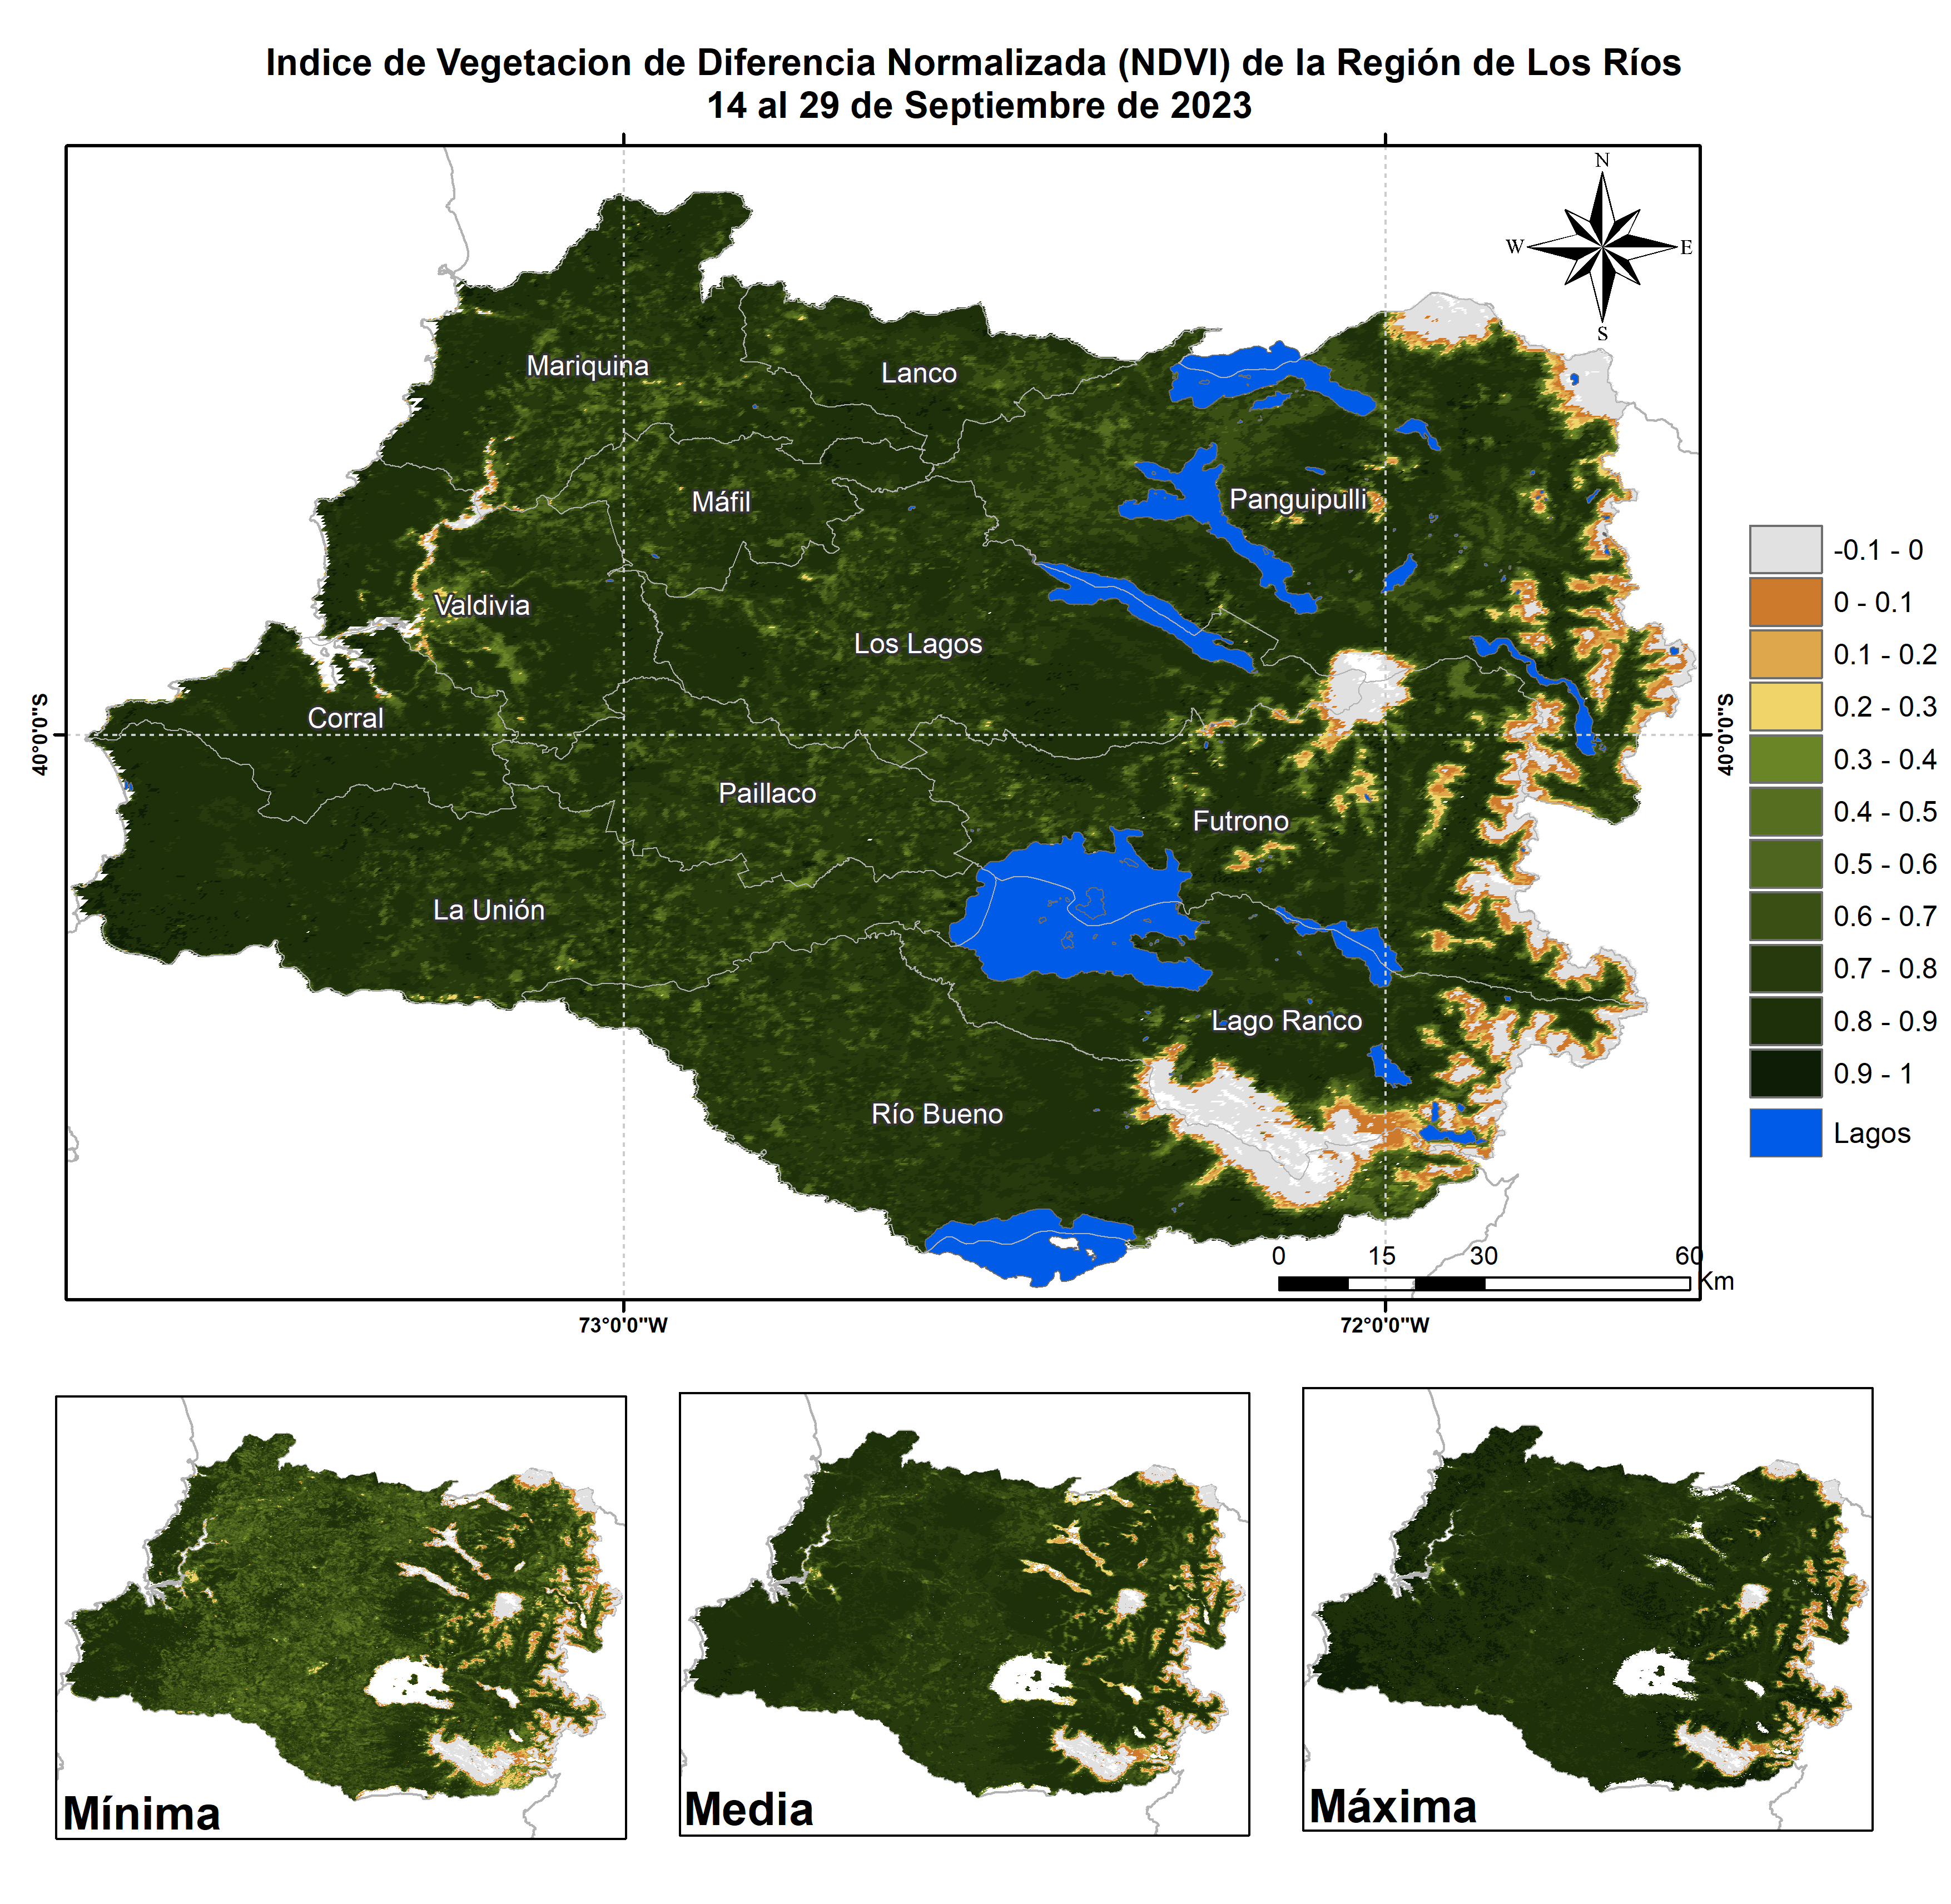 Indice de Vegetacion de Diferencia Normalizada (NDVI) de la Región de Los Ríos
14 al 29 de Septiembre de 2023
N
W
E
S
Mariquina
Lanco
Máfil
Panguipulli
Valdivia
Los Lagos
Corral
Paillaco
Futrono
La Unión
Lago Ranco
Río Bueno
40°0'0"S
40°0'0"S
-0.1 - 0
0 - 0.1
0.1 - 0.2
0.2 - 0.3
0.3 - 0.4
0.4 - 0.5
0.5 - 0.6
0.6 - 0.7
0.7 - 0.8
0.8 - 0.9
0.9 - 1
Lagos
0 15 30 60
Km
73°0'0"W
72°0'0"W
Mínima
Media
Máxima